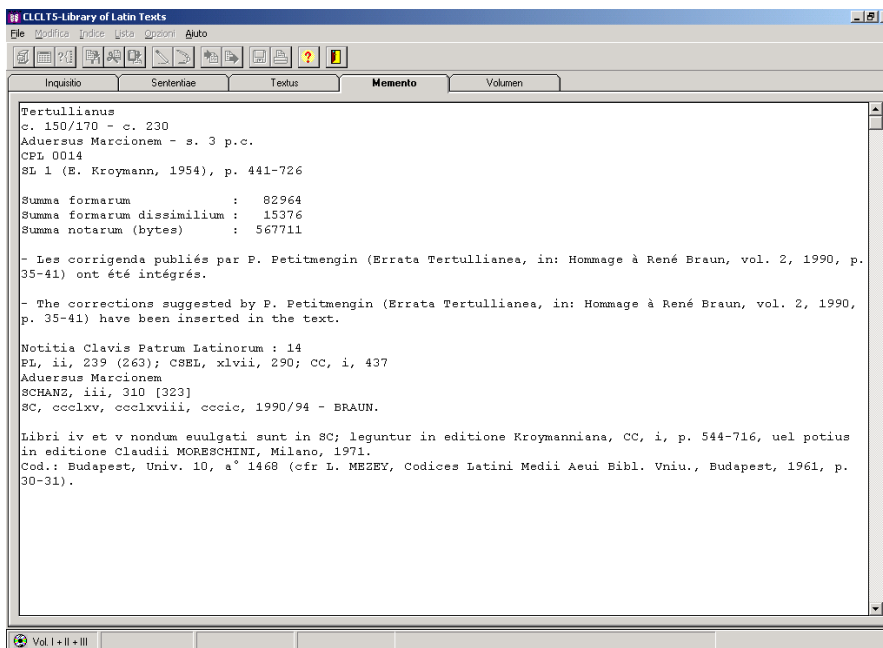 CLCLT5-Library of Latin Texts
File Modifica Indice Lista Opzioni Aiuto
Inquisitio Sententiae Textus Memento Volumen
Tertullianus
c. 150/170 - c. 230
Aduersus Marcionem - s. 3 p.c.
CPL 0014
SL 1 (E. Kroymann, 1954), p. 441-726
Summa formarum : 82964
Summa formarum dissimilium : 15376
Summa notarum (bytes) : 567711
- Les corrigenda publiés par P. Petitmengin (Errata Tertullianea, in: Hommage à René Braun, vol. 2, 1990, p.
35-41) ont été intégrés.
- The corrections suggested by P. Petitmengin (Errata Tertullianea, in: Hommage à René Braun, vol. 2, 1990,
p. 35-41) have been inserted in the text.
Notitia Clavis Patrum Latinorum : 14
PL, ii, 239 (263); CSEL, xlvii, 290; CC, i, 437
Aduersus Marcionem
SCHANZ, iii, 310 [323]
SC, ccclxv, ccclxviii, cccic, 1990/94 - BRAUN.
Libri iv et v nondum euulgati sunt in SC; leguntur in editione Kroymanniana, CC, i, p. 544-716, uel potius
in editione Claudii MORESCHINI, Milano, 1971.
Cod.: Budapest, Univ. 10, a° 1468 (cfr L. MEZEY, Codices Latini Medii Aeui Bibl. Vniu., Budapest, 1961, p.
30-31).
Vol. I + II + III